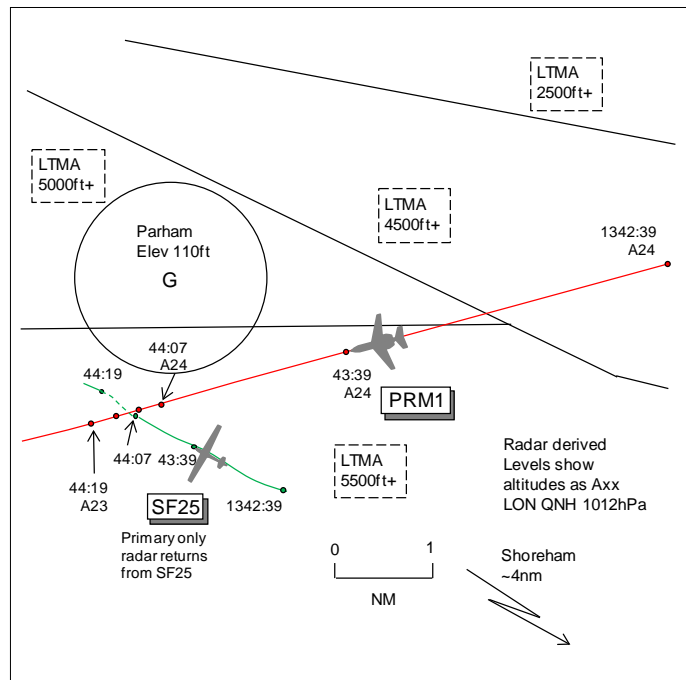 LTMA
2500ft+
LTMA
5000ft+
LTMA
4500ft+
Parham
Elev 110ft
G
1342:39
A24
44:07
A24
44:19
43:39
A24
PRM1
44:07
43:39
44:19
A23
SF25
1342:39
Primary only
radar returns
from SF25
LTMA
5500ft+
Radar derived
Levels show
altitudes as Axx
LON QNH 1012hPa
0
1
NM
Shoreham
~4nm